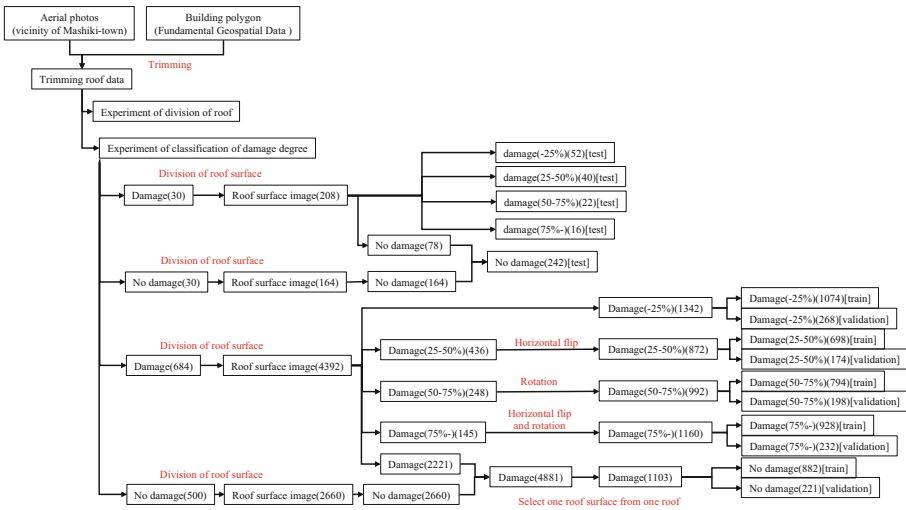 Aerial photos
(vicinity of Mashiki-town)
Building polygon
(Fundamental Geospatial Data )
Trimming
Trimming roof data
Experiment of division of roof
Experiment of classification of damage degree
Division of roof surface
Damage(30)
Roof surface image(208)
damage(-25%)(52)[test]
damage(25-50%)(40)[test]
damage(50-75%)(22)[test]
damage(75%-)(16)[test]
No damage(78)
No damage(242)[test]
Division of roof surface
No damage(30)
Roof surface image(164)
No damage(164)
Division of roof surface
Damage(684)
Roof surface image(4392)
Damage(-25%)(1342)
Damage(-25%)(1074)[train]
Damage(-25%)(268)[validation]
Damage(25-50%)(436)
Horizontal flip
Damage(25-50%)(872)
Damage(25-50%)(698)[train]
Damage(25-50%)(174)[validation]
Damage(50-75%)(248)
Rotation
Damage(50-75%)(992)
Damage(50-75%)(794)[train]
Damage(50-75%)(198)[validation]
Damage(75%-)(145)
Horizontal flip
and rotation
Damage(75%-)(1160)
Damage(75%-)(928)[train]
Damage(75%-)(232)[validation]
Damage(2221)
Division of roof surface
No damage(500)
Roof surface image(2660)
No damage(2660)
Damage(4881)
Damage(1103)
Select one roof surface from one roof
No damage(882)[train]
No damage(221)[validation]